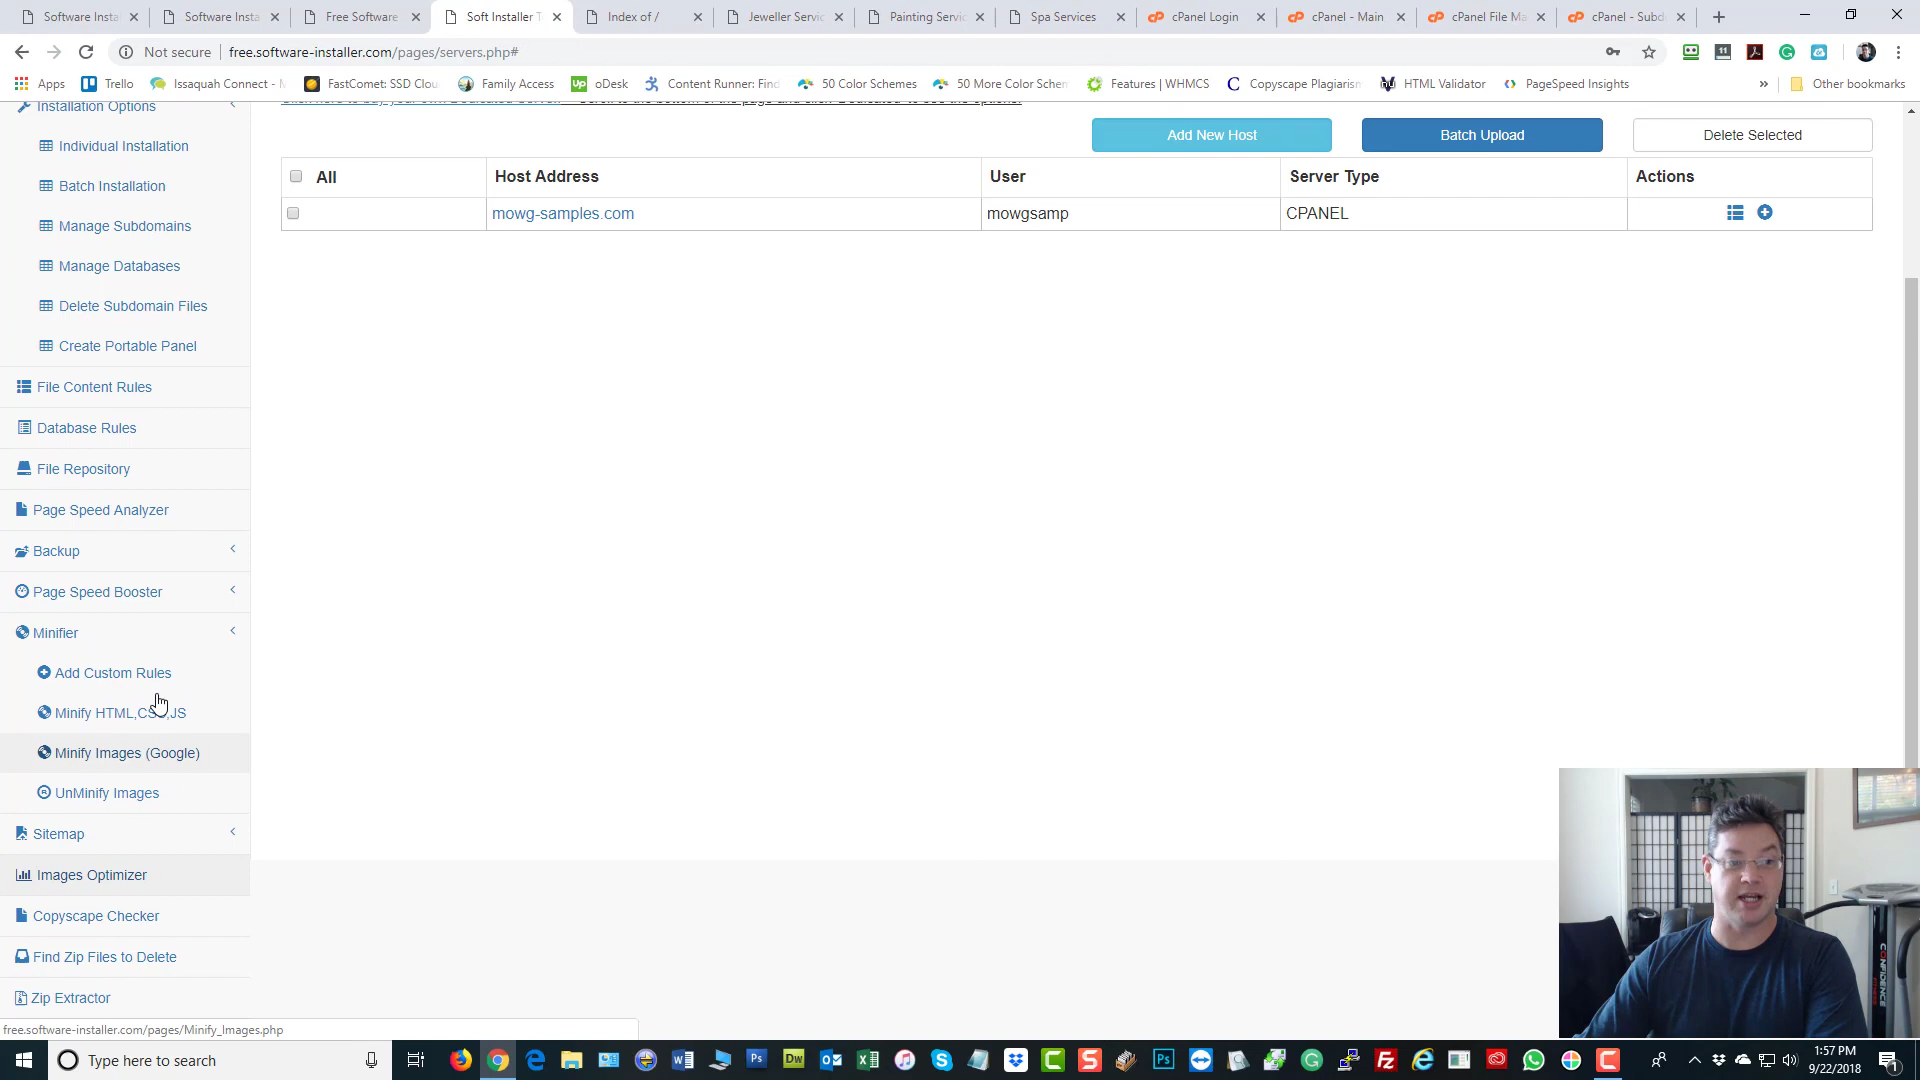 Software Insta
Software Insta
Free Software
Soft Installer T
Index of /
Jeweller Servic
Painting Servic
Spa Services
cPanel Login
cPanel - Main
cPanel File Ma
cPanel - Subd
Not secure
free.software-installer.com/pages/servers.php#
Apps
Trello
Issaquah Connect -
FastComet: SSD Clou
Family Access
oDesk
Content Runner: Find
50 Color Schemes
50 More Color Schem
Features | WHMCS
Copyscape Plagiarism
HTML Validator
PageSpeed Insights
»
Other bookmarks
Installation Options
Add New Host
Batch Upload
Delete Selected
All
Host Address
User
Server Type
Actions
mowg-samples.com
mowgsamp
CPANEL
Individual Installation
Batch Installation
Manage Subdomains
Manage Databases
Delete Subdomain Files
Create Portable Panel
File Content Rules
Database Rules
File Repository
Page Speed Analyzer
Backup
Page Speed Booster
Minifier
Add Custom Rules
Minify HTML,CSS,JS
Minify Images (Google)
UnMinify Images
Sitemap
Images Optimizer
Copyscape Checker
Find Zip Files to Delete
Zip Extractor
free.software-installer.com/pages/Minify_Images.php
Type here to search
1:57 PM
9/22/2018